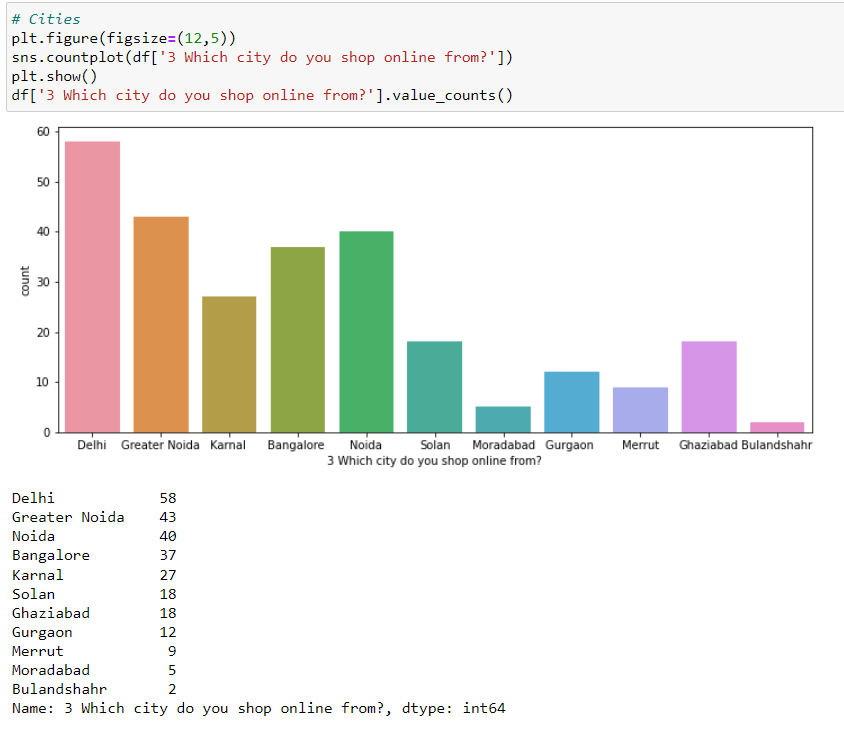 # Cities
plt.figure(figsize=(12,5))
sns.countplot(df['3 Which city do you shop online from?'])
plt.show()
df['3 Which city do you shop online from?'].value_counts()
60
50
40
30
20
10
0
count
Delhi Greater Noida Karnal Bangalore Noida Solan Moradabad Gurgaon Merrut Ghaziabad Bulandshahr
3 Which city do you shop online from?
Delhi 58
Greater Noida 43
Noida 40
Bangalore 37
Karnal 27
Solan 18
Ghaziabad 18
Gurgaon 12
Merrut 9
Moradabad 5
Bulandshahr 2
Name: 3 Which city do you shop online from?, dtype: int64